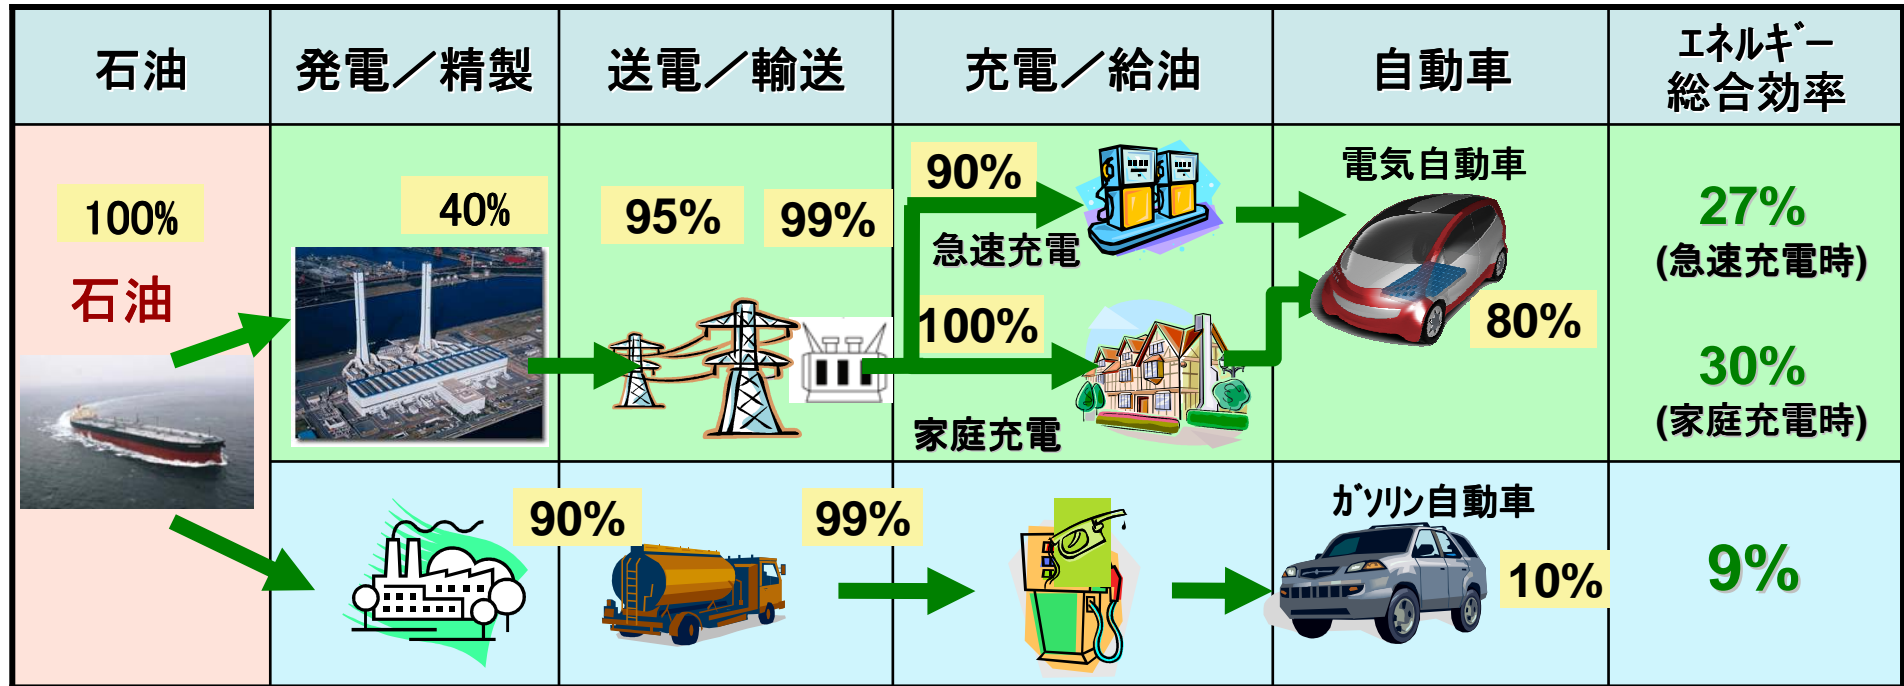 石油
発電／精製
送電／輸送
充電／給油
自動車
ｴﾈﾙｷﾞｰ
総合効率
100%
石油
40%
95%
99%
90%
急速充電
100%
家庭充電
電気自動車
80%
27%
(急速充電時)
30%
(家庭充電時)
90%
99%
ｶﾞｿﾘﾝ自動車
10%
9%